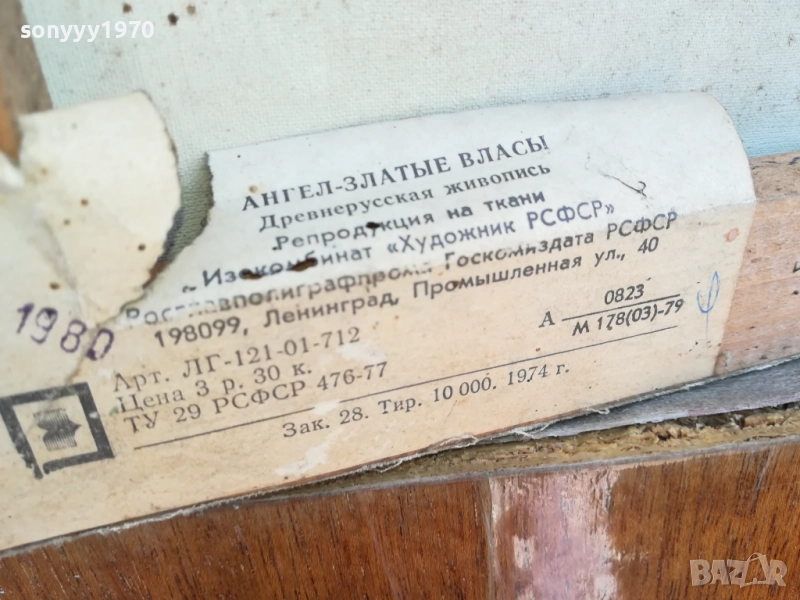 sonyyy1970
АНГЕЛ-ЗЛАТЫЕ ВЛАСЫ
Древнерусская живопись
Репродукция на ткани
Изокомбинат «Художник РСФСР»
Росглавполиграфпрома Госкомиздата РСФСР
198099, Ленинград, Промышленная ул., 40
1980
Арт. ЛГ-121-01-712
Цена 3 р. 30 к.
ТУ 29 РСФСР 476-77
А 0823
М 178(03)-79
Зак. 28. Тир. 10 000. 1974 г.
BAZAR